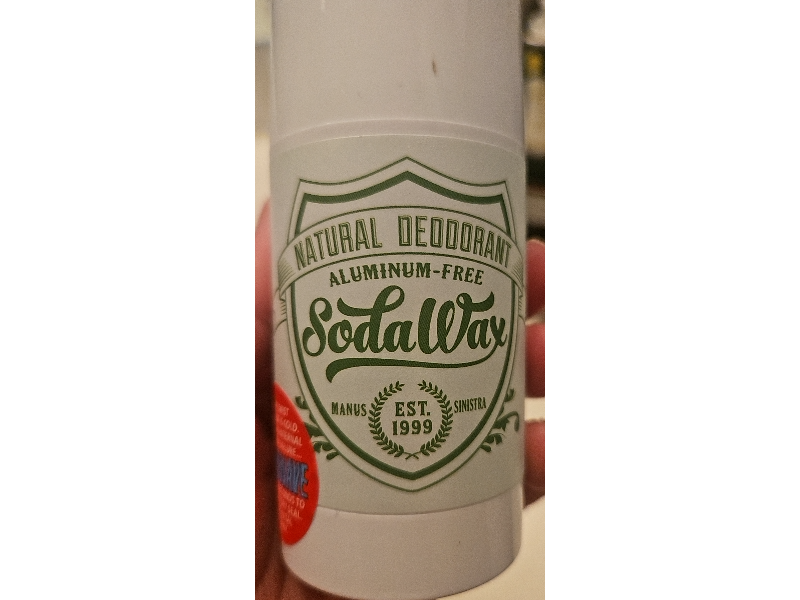 NATURAL DEODORANT
ALUMINUM-FREE
SodaWax
MANUS
EST.
1999
SINISTRA